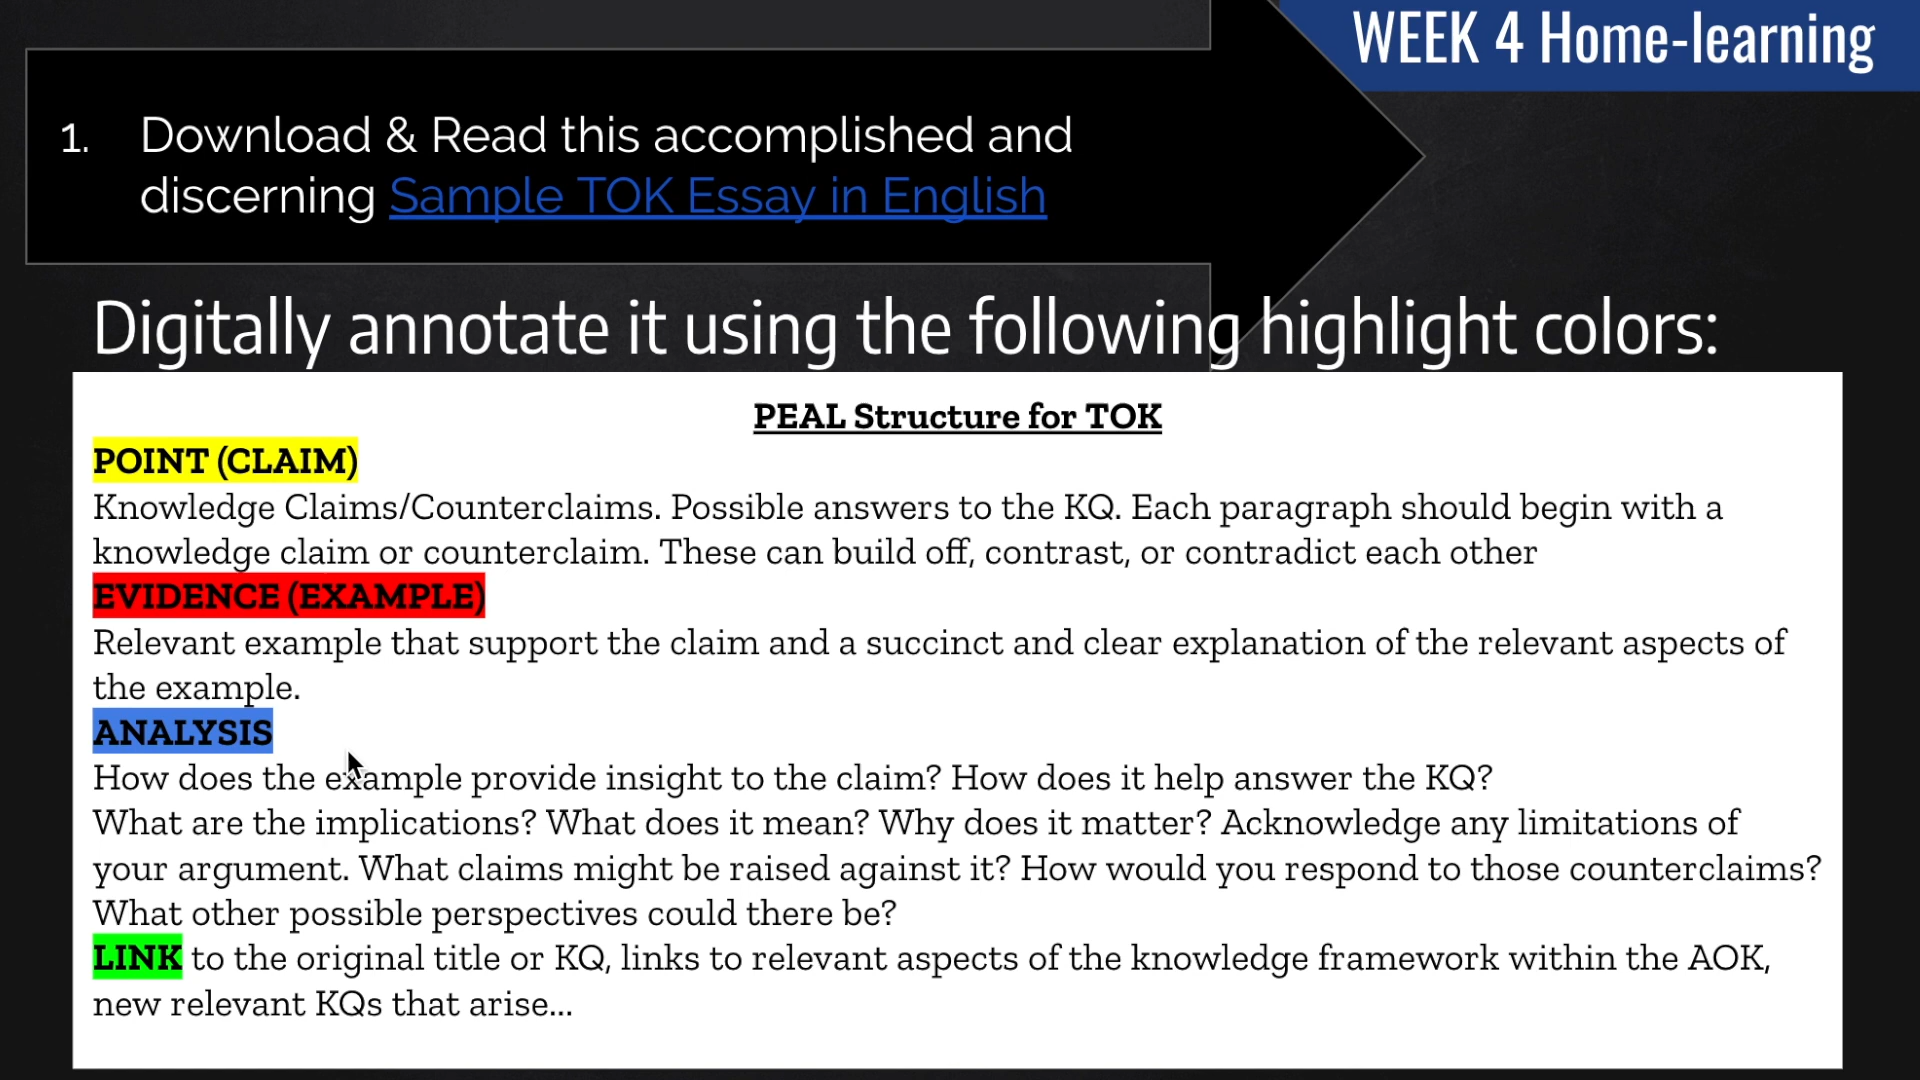 WEEK 4 Home-learning
1. Download & Read this accomplished and
discerning Sample TOK Essay in English
Digitally annotate it using the following highlight colors:
PEAL Structure for TOK
POINT (CLAIM)
Knowledge Claims/Counterclaims. Possible answers to the KQ. Each paragraph should begin with a
knowledge claim or counterclaim. These can build off, contrast, or contradict each other
EVIDENCE (EXAMPLE)
Relevant example that support the claim and a succinct and clear explanation of the relevant aspects of
the example.
ANALYSIS
How does the example provide insight to the claim? How does it help answer the KQ?
What are the implications? What does it mean? Why does it matter? Acknowledge any limitations of
your argument. What claims might be raised against it? How would you respond to those counterclaims?
What other possible perspectives could there be?
LINK to the original title or KQ, links to relevant aspects of the knowledge framework within the AOK,
new relevant KQs that arise...